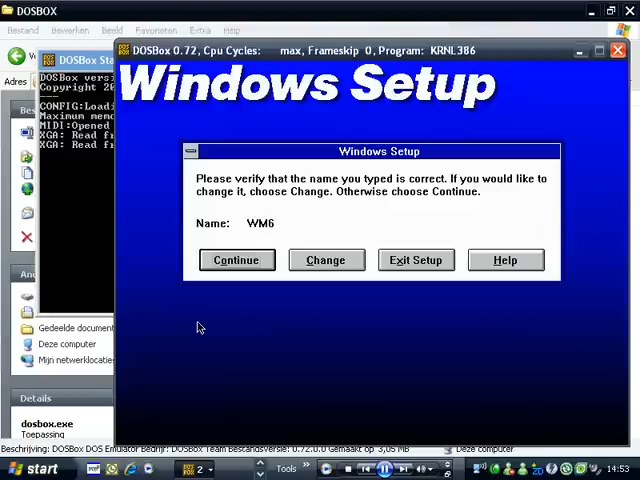 DOSBOX
Bestand Bewerken Beeld Favorieten Extra Help
Adres
DOSBox Sta
DOSBox vers
Copyright 20
---
CONFIG:Loadi
Maximum memo
MIDI:Opened
XGA: Read fr
XGA: Read fr
DOSBox 0.72, Cpu Cycles: max, Frameskip 0, Program: KRNL386
Windows Setup
Windows Setup
Please verify that the name you typed is correct. If you would like to
change it, choose Change. Otherwise choose Continue.
Name: WM6
Continue Change Exit Setup Help
Gedeelde document
Deze computer
Mijn netwerklocaties
Details
dosbox.exe
Toepassing
Beschrijving: DOSBox DOS Emulator Bedrijf: DOSBox Team Bestandsversie: 0.72.0.0 Gemaakt op 3,05 MB Deze computer
start 2 Tools » 14:53